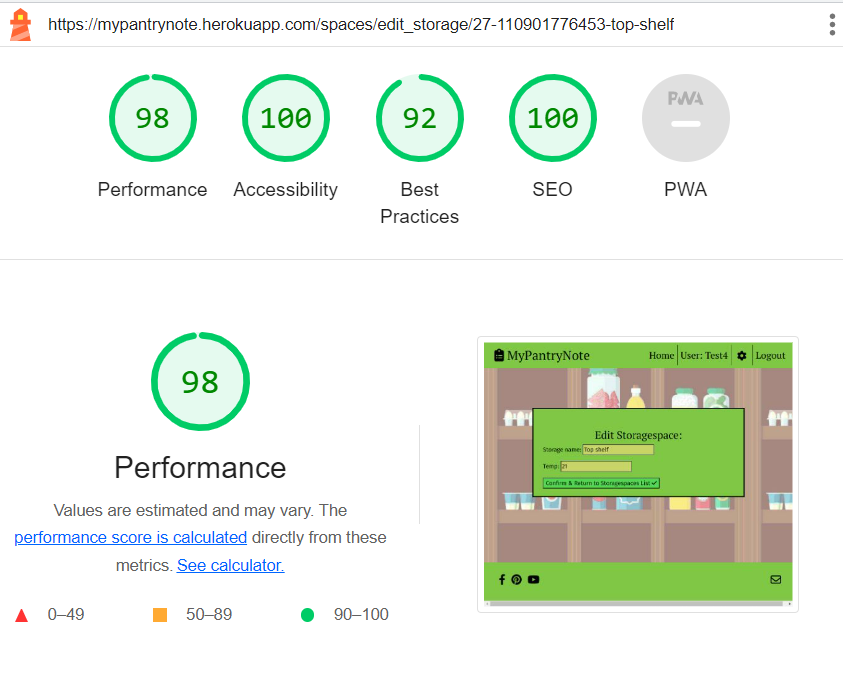 https://mypantrynote.herokuapp.com/spaces/edit_storage/27-110901776453-top-shelf
98
100
92
100
PWA
Performance
Accessibility
Best
Practices
SEO
PWA
98
Performance
Values are estimated and may vary. The
performance score is calculated directly from these
metrics. See calculator.
0–49
50–89
90–100
MyPantryNote
Home
User: Test4
Logout
Edit Storagespace:
Storage name: Top shelf
Temp: 21
Confirm & Return to Storagespaces List